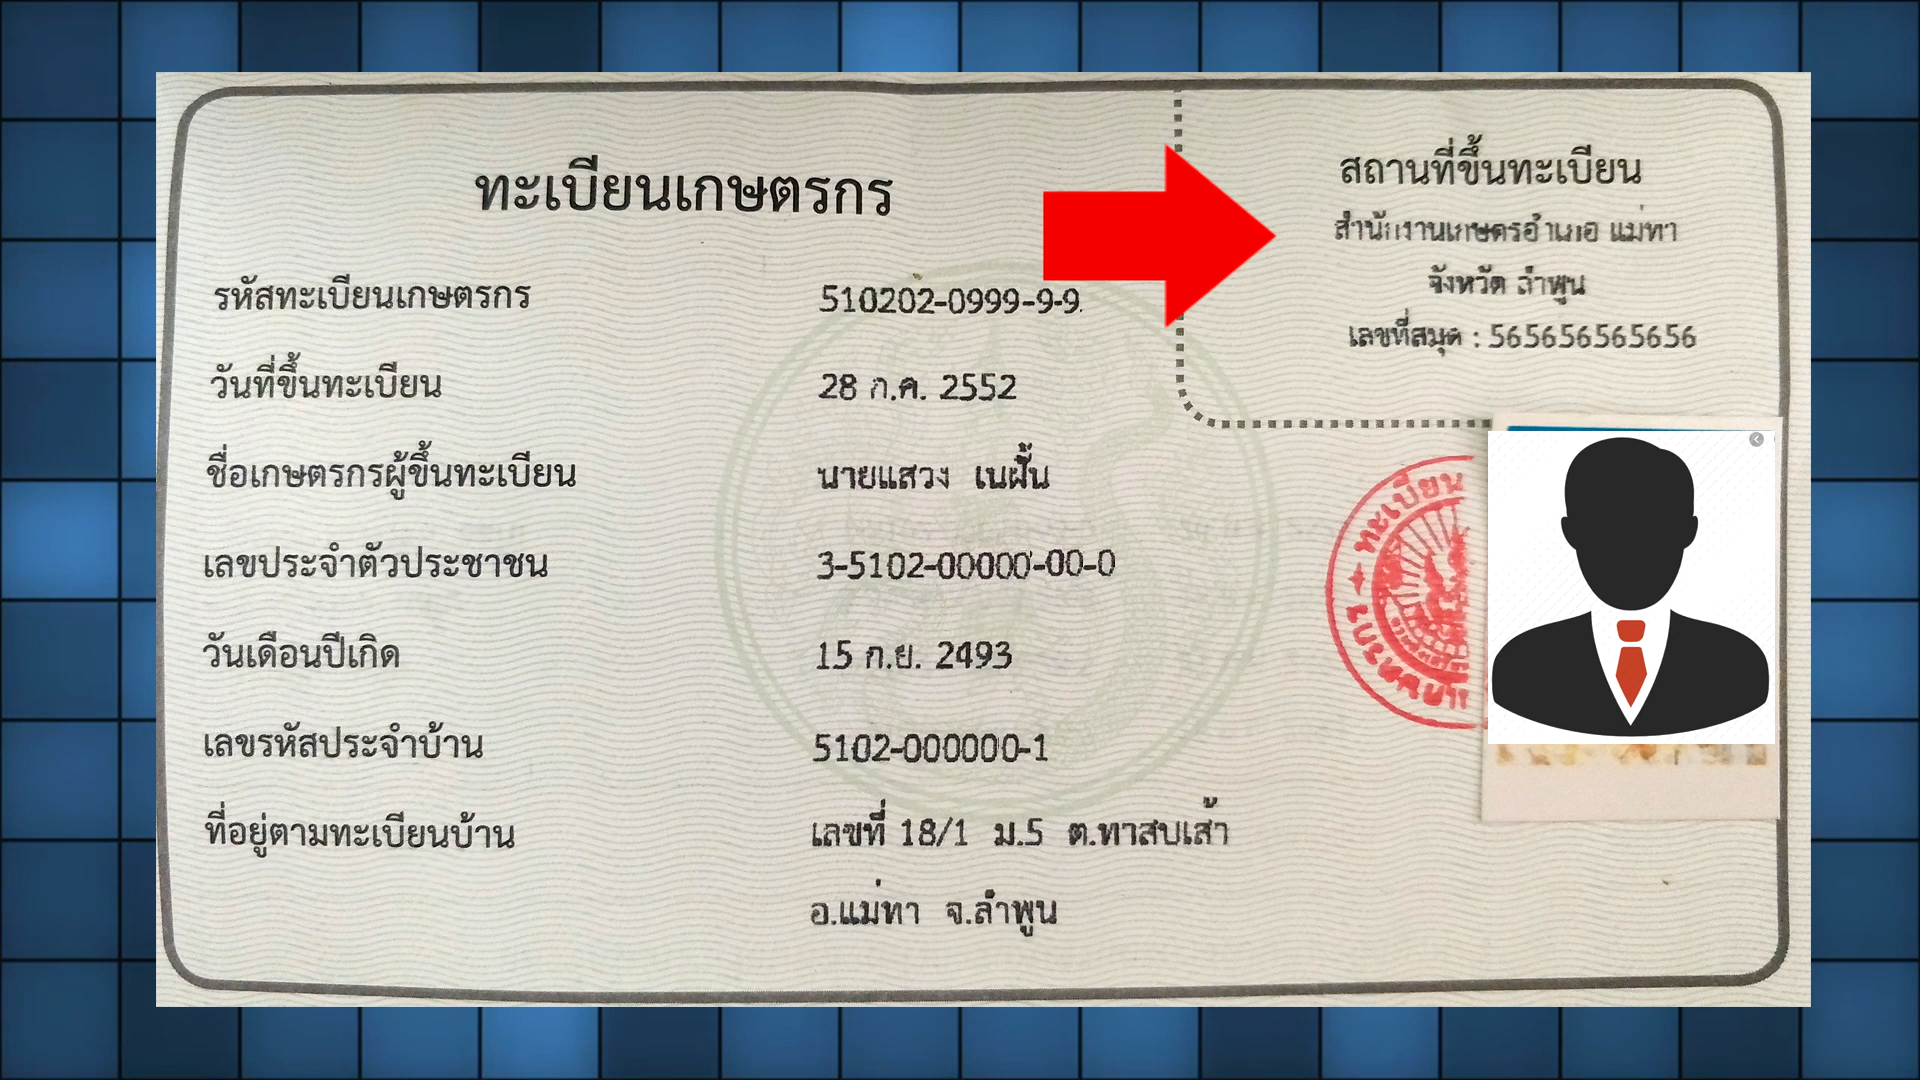 ทะเบียนเกษตรกร
รหัสทะเบียนเกษตรกร 510202-0999-9-9
วันที่ขึ้นทะเบียน 28 ก.ค. 2552
ชื่อเกษตรกรผู้ขึ้นทะเบียน นายแสวง เนฝั้น
เลขประจำตัวประชาชน 3-5102-00000-00-0
วันเดือนปีเกิด 15 ก.ย. 2493
เลขรหัสประจำบ้าน 5102-000000-1
ที่อยู่ตามทะเบียนบ้าน เลขที่ 18/1 ม.5 ต.ทาสบเส้า
อ.แม่ทา จ.ลำพูน
สถานที่ขึ้นทะเบียน
สำนักงานเกษตรอำเภอ แม่ทา
จังหวัด ลำพูน
เลขที่สมุด : 565656565656
ทะเบียน